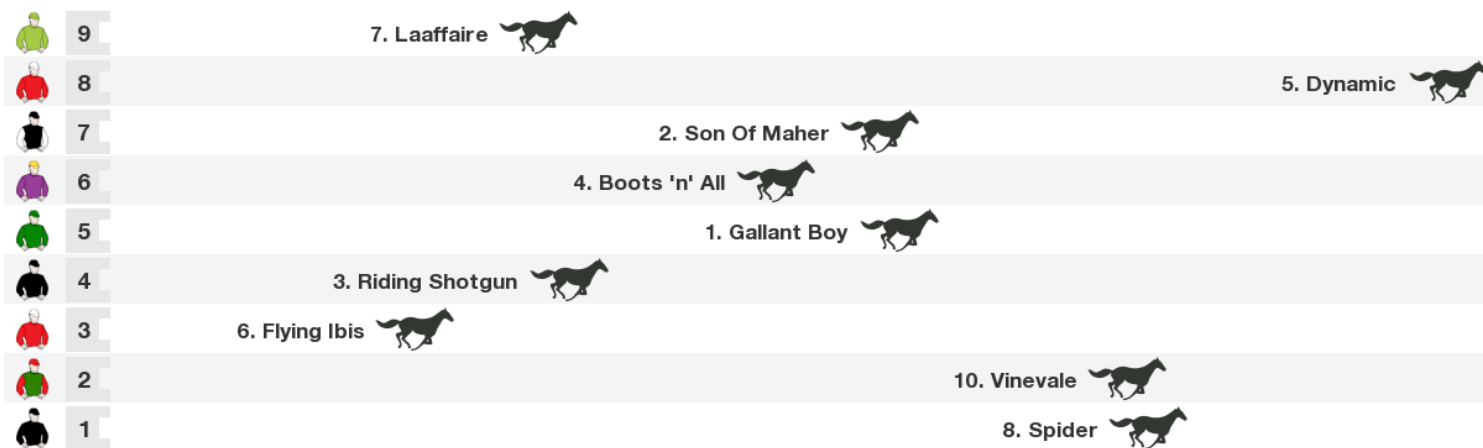 9 7. Laaffaire
8 5. Dynamic
7 2. Son Of Maher
6 4. Boots 'n' All
5 1. Gallant Boy
4 3. Riding Shotgun
3 6. Flying Ibis
2 10. Vinevale
1 8. Spider